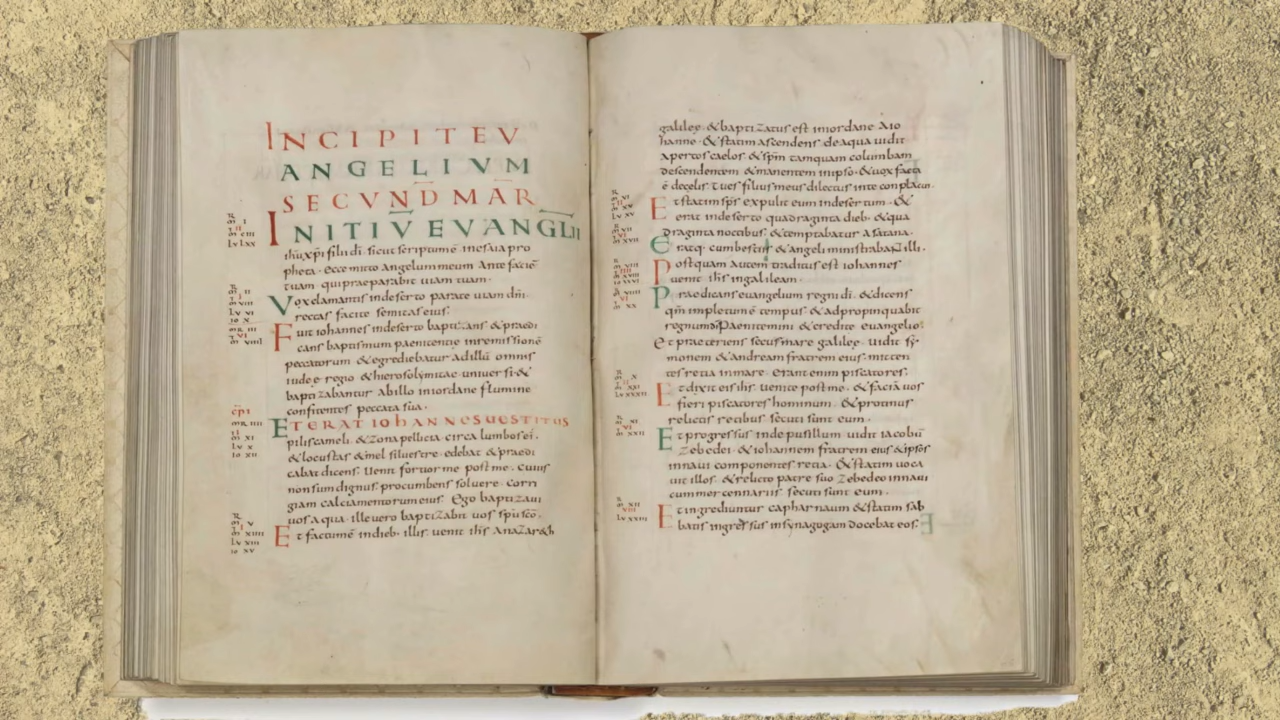 INCIPIT EV
ANGELIVM
SECVND MAR
INITIV EVANGLII
ihu xpi filii di. sicut scriptum ē in esaia pro
pheta. Ecce mitto Angelum meum Ante faciē
tuam. qui praeparabit uiam tuam.
Vox clamantis in deserto parate uiam dni.
rectas facite semitas eius.
Fuit iohannes in deserto baptizans & praedi
cans baptismum paenitentiae in remissionē
peccatorum. & egrediebatur ad illū omnis
iudeę regio & hierosolymitae uniuersi. &
baptizabantur ab illo in iordane flumine
confitentes peccata sua.
ET ERAT IOHANNES UESTITUS
pilis cameli. & zona pellicia circa lumbos ei.
& locustas & mel siluestre edebat. & praedi
cabat dicens. Uenit fortior me post me. cuius
non sum dignus procumbens soluere corri
giam calciamentorum eius. Ego baptizaui
uos aqua. ille uero baptizabit uos spu sco.
Et factum ē in dieb. illis. uenit ihs A nazareth
galileę. & baptizatus est in iordane A io
hanne. & statim ascendens de aqua uidit
apertos caelos. & spm tamquam columbam
descendentem & manentem in ipso. & uox facta
ē de celis. tu es filius meus dilectus in te conplacui.
Et statim sps expulit eum in desertum. &
erat in deserto quadraginta dieb. & qua
draginta noctibus. & temptabatur a satana.
Eratq. cum bestiis & angeli ministrabant illi.
Postquam Autem traditus est iohannes
uenit ihs in galileam.
Praedicans euangelium regni di. & dicens
qm impletum ē tempus & adpropinquabit
regnum di Paenitemini & credite euangelio.
Et praeteriens secus mare galileę. uidit sy
monem & andream fratrem eius. mitten
tes retia in mare. Erant enim piscatores.
Et dixit eis ihs. uenite post me. & faciā uos
fieri piscatores hominum. & protinus
relictis retibus secuti sunt eum.
Et progressus inde pusillum uidit iacobū
Zebedei. & iohannem fratrem eius & ipsos
in naui componentes retia. & statim uoca
uit illos. & relicto patre suo Zebedeo in naui
cum mercennariis secuti sunt eum.
Et ingrediuntur capharnaum & statim sab
batis ingressus in synagogam docebat eos.